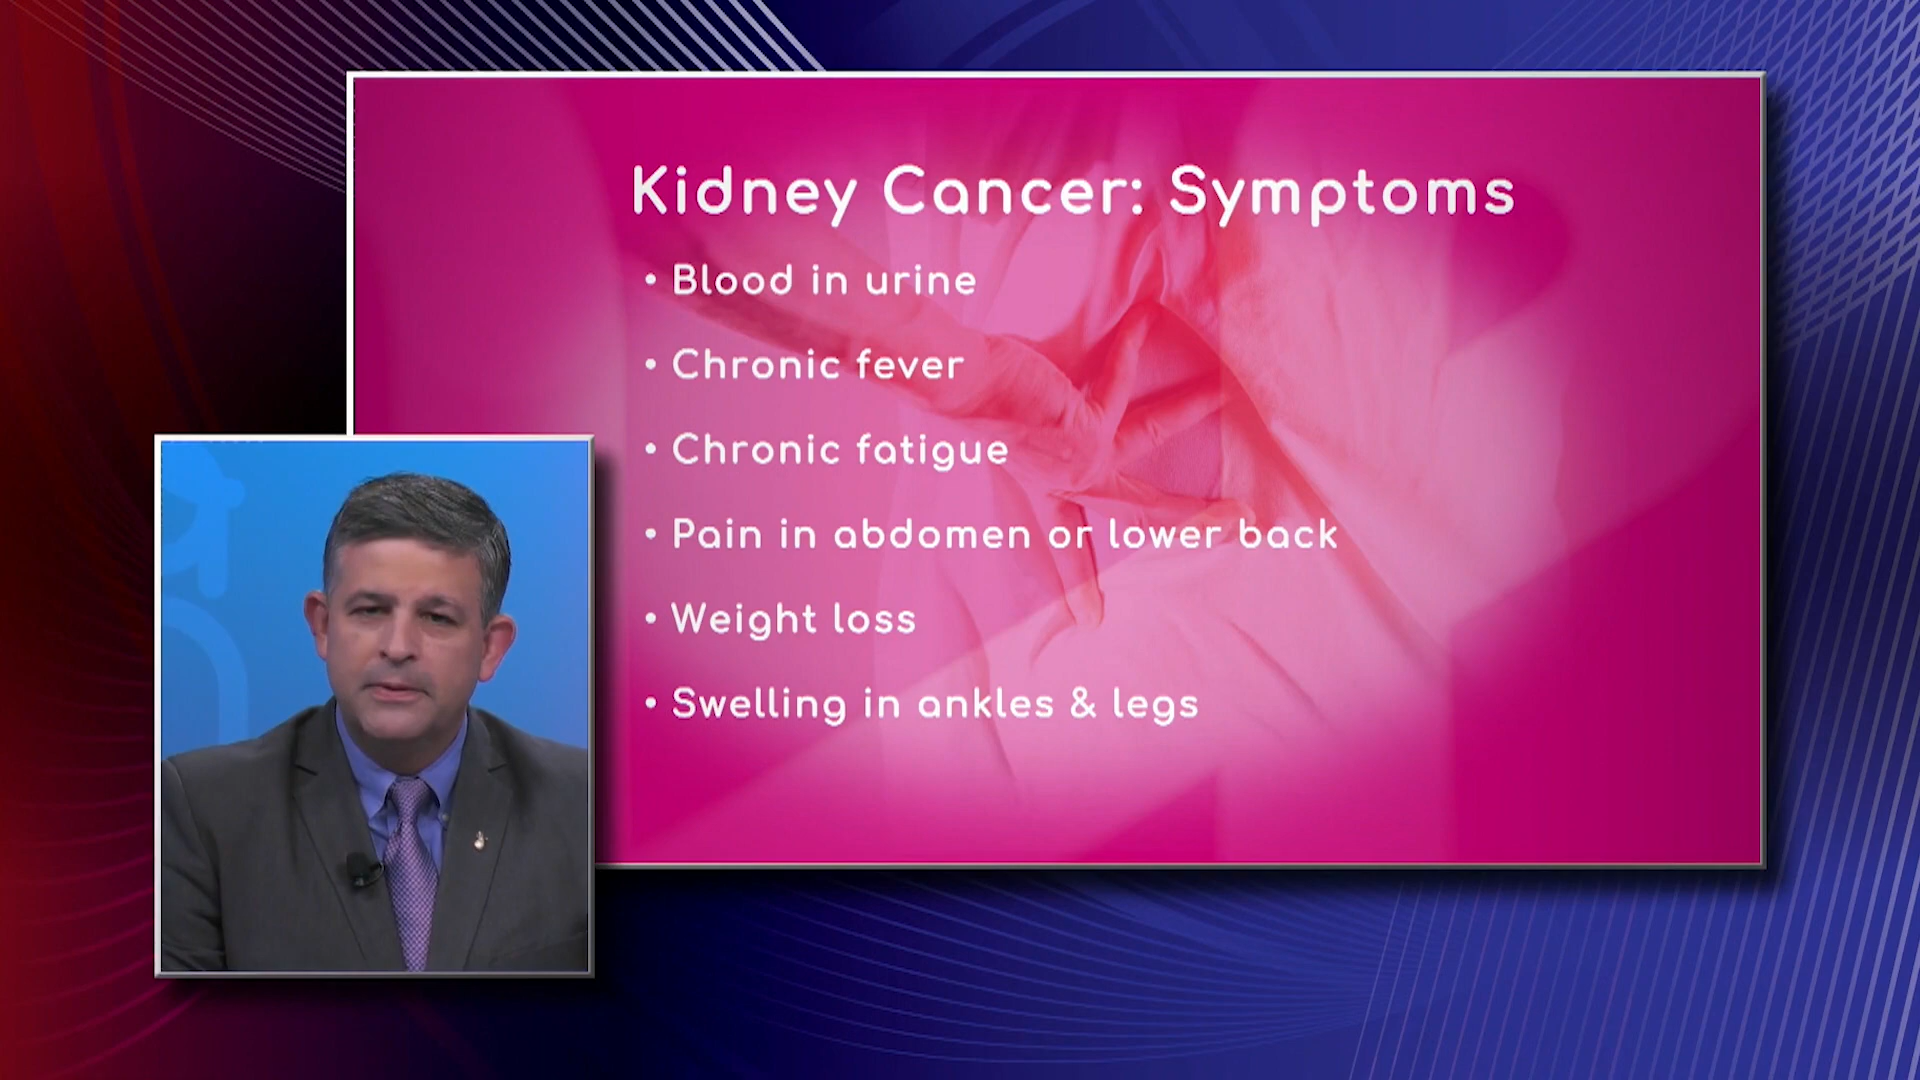 Kidney Cancer: Symptoms
• Blood in urine
• Chronic fever
• Chronic fatigue
• Pain in abdomen or lower back
• Weight loss
• Swelling in ankles & legs